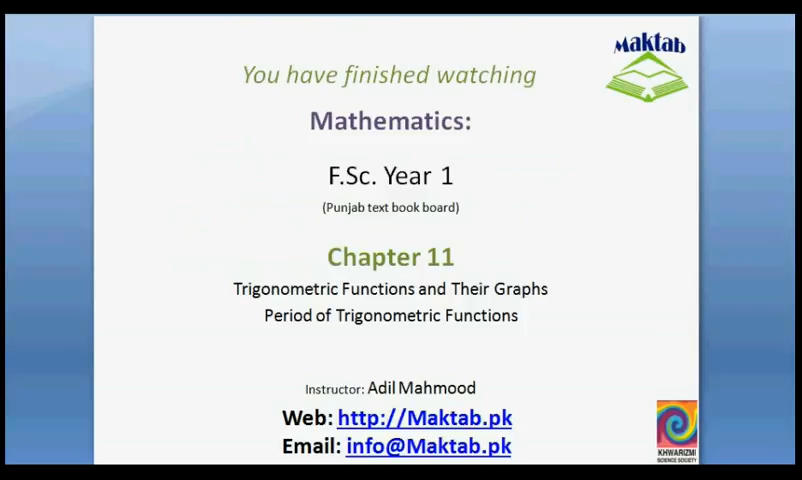 Maktab
You have finished watching
Mathematics:
F.Sc. Year 1
(Punjab text book board)
Chapter 11
Trigonometric Functions and Their Graphs
Period of Trigonometric Functions
Instructor: Adil Mahmood
Web: http://Maktab.pk
Email: info@Maktab.pk
KHWARIZMI
SCIENCE SOCIETY